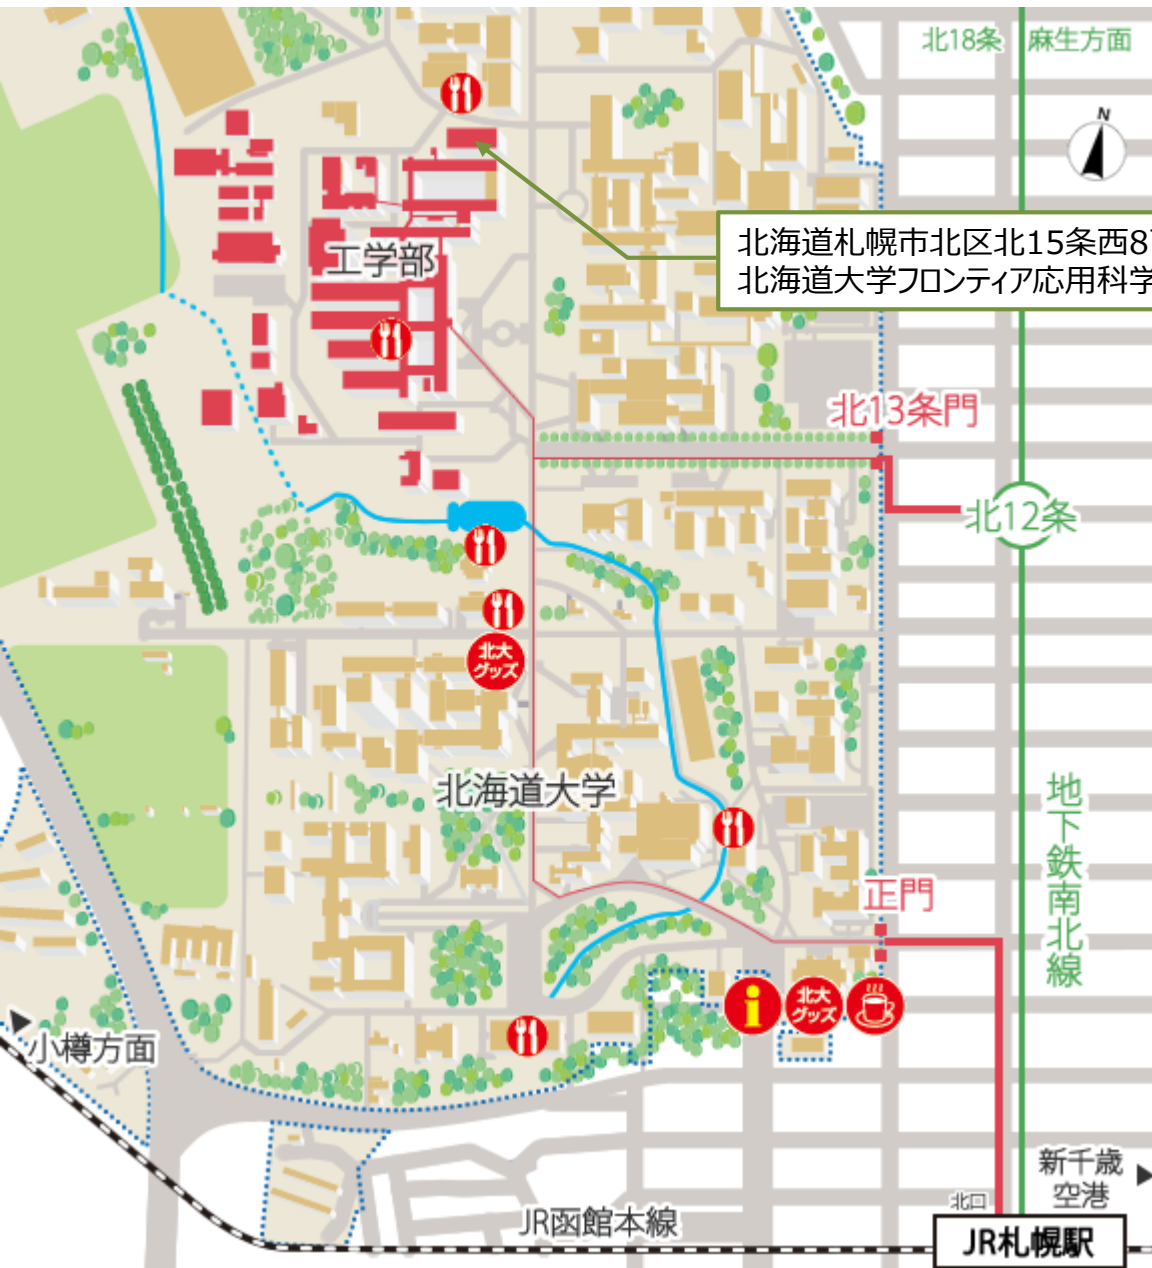 北18条
麻生方面
N
北海道札幌市北区北15条西8
北海道大学フロンティア応用科学
工学部
北13条門
北12条
北大
グッズ
北海道大学
地下鉄南北線
正門
i
北大
グッズ
小樽方面
新千歳
空港
北口
JR函館本線
JR札幌駅